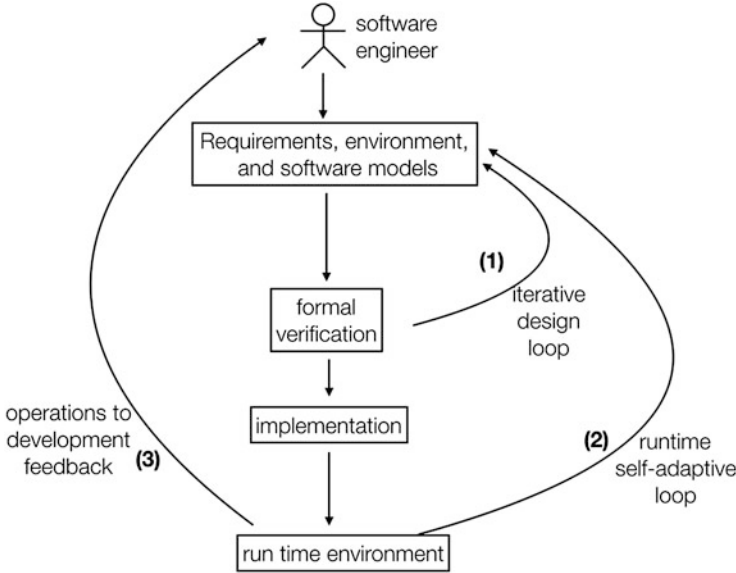 software
engineer
Requirements, environment,
and software models
(1)
iterative
design
loop
formal
verification
implementation
operations to
development
feedback
(3)
(2)
runtime
self-adaptive
loop
run time environment